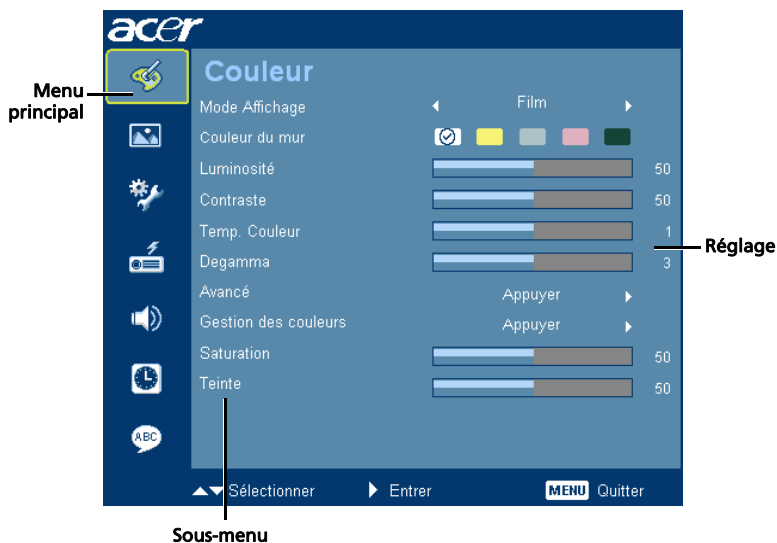 acer
Couleur
Menu principal
Mode Affichage Film
Couleur du mur
Luminosité 50
Contraste 50
Temp. Couleur 1
Réglage
Degamma 3
Avancé Appuyer
Gestion des couleurs Appuyer
Saturation 50
Teinte 50
ABC
Sélectionner Entrer MENU Quitter
Sous-menu